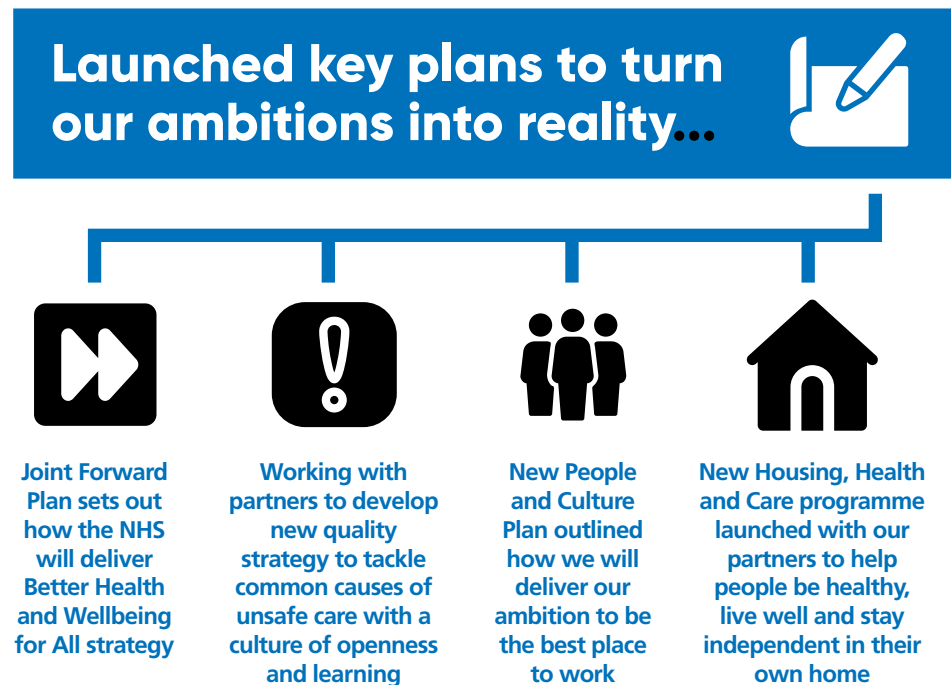 Launched key plans to turn
our ambitions into reality...
Joint Forward
Plan sets out
how the NHS
will deliver
Better Health
and Wellbeing
for All strategy
Working with
partners to develop
new quality
strategy to tackle
common causes of
unsafe care with a
culture of openness
and learning
New People
and Culture
Plan outlined
how we will
deliver our
ambition to be
the best place
to work
New Housing, Health
and Care programme
launched with our
partners to help
people be healthy,
live well and stay
independent in their
own home